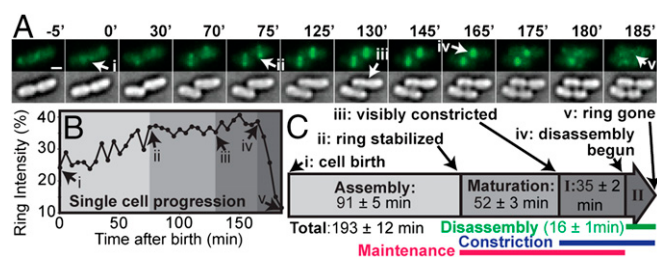 A
-5' 0' 30' 70' 75' 125' 130' 145' 165' 175' 180' 185'
i ii iii iv v
B
Ring Intensity (%)
40
30
20
10
i ii iii iv v
Single cell progression
0 50 100 150
Time after birth (min)
C
iii: visibly constricted
v: ring gone
ii: ring stabilized
iv: disassembly
begun
i: cell birth
Assembly:
91 ± 5 min
Maturation:
52 ± 3 min
I:35 ± 2
min
II
Total:193 ± 12 min
Disassembly (16 ± 1min)
Constriction
Maintenance